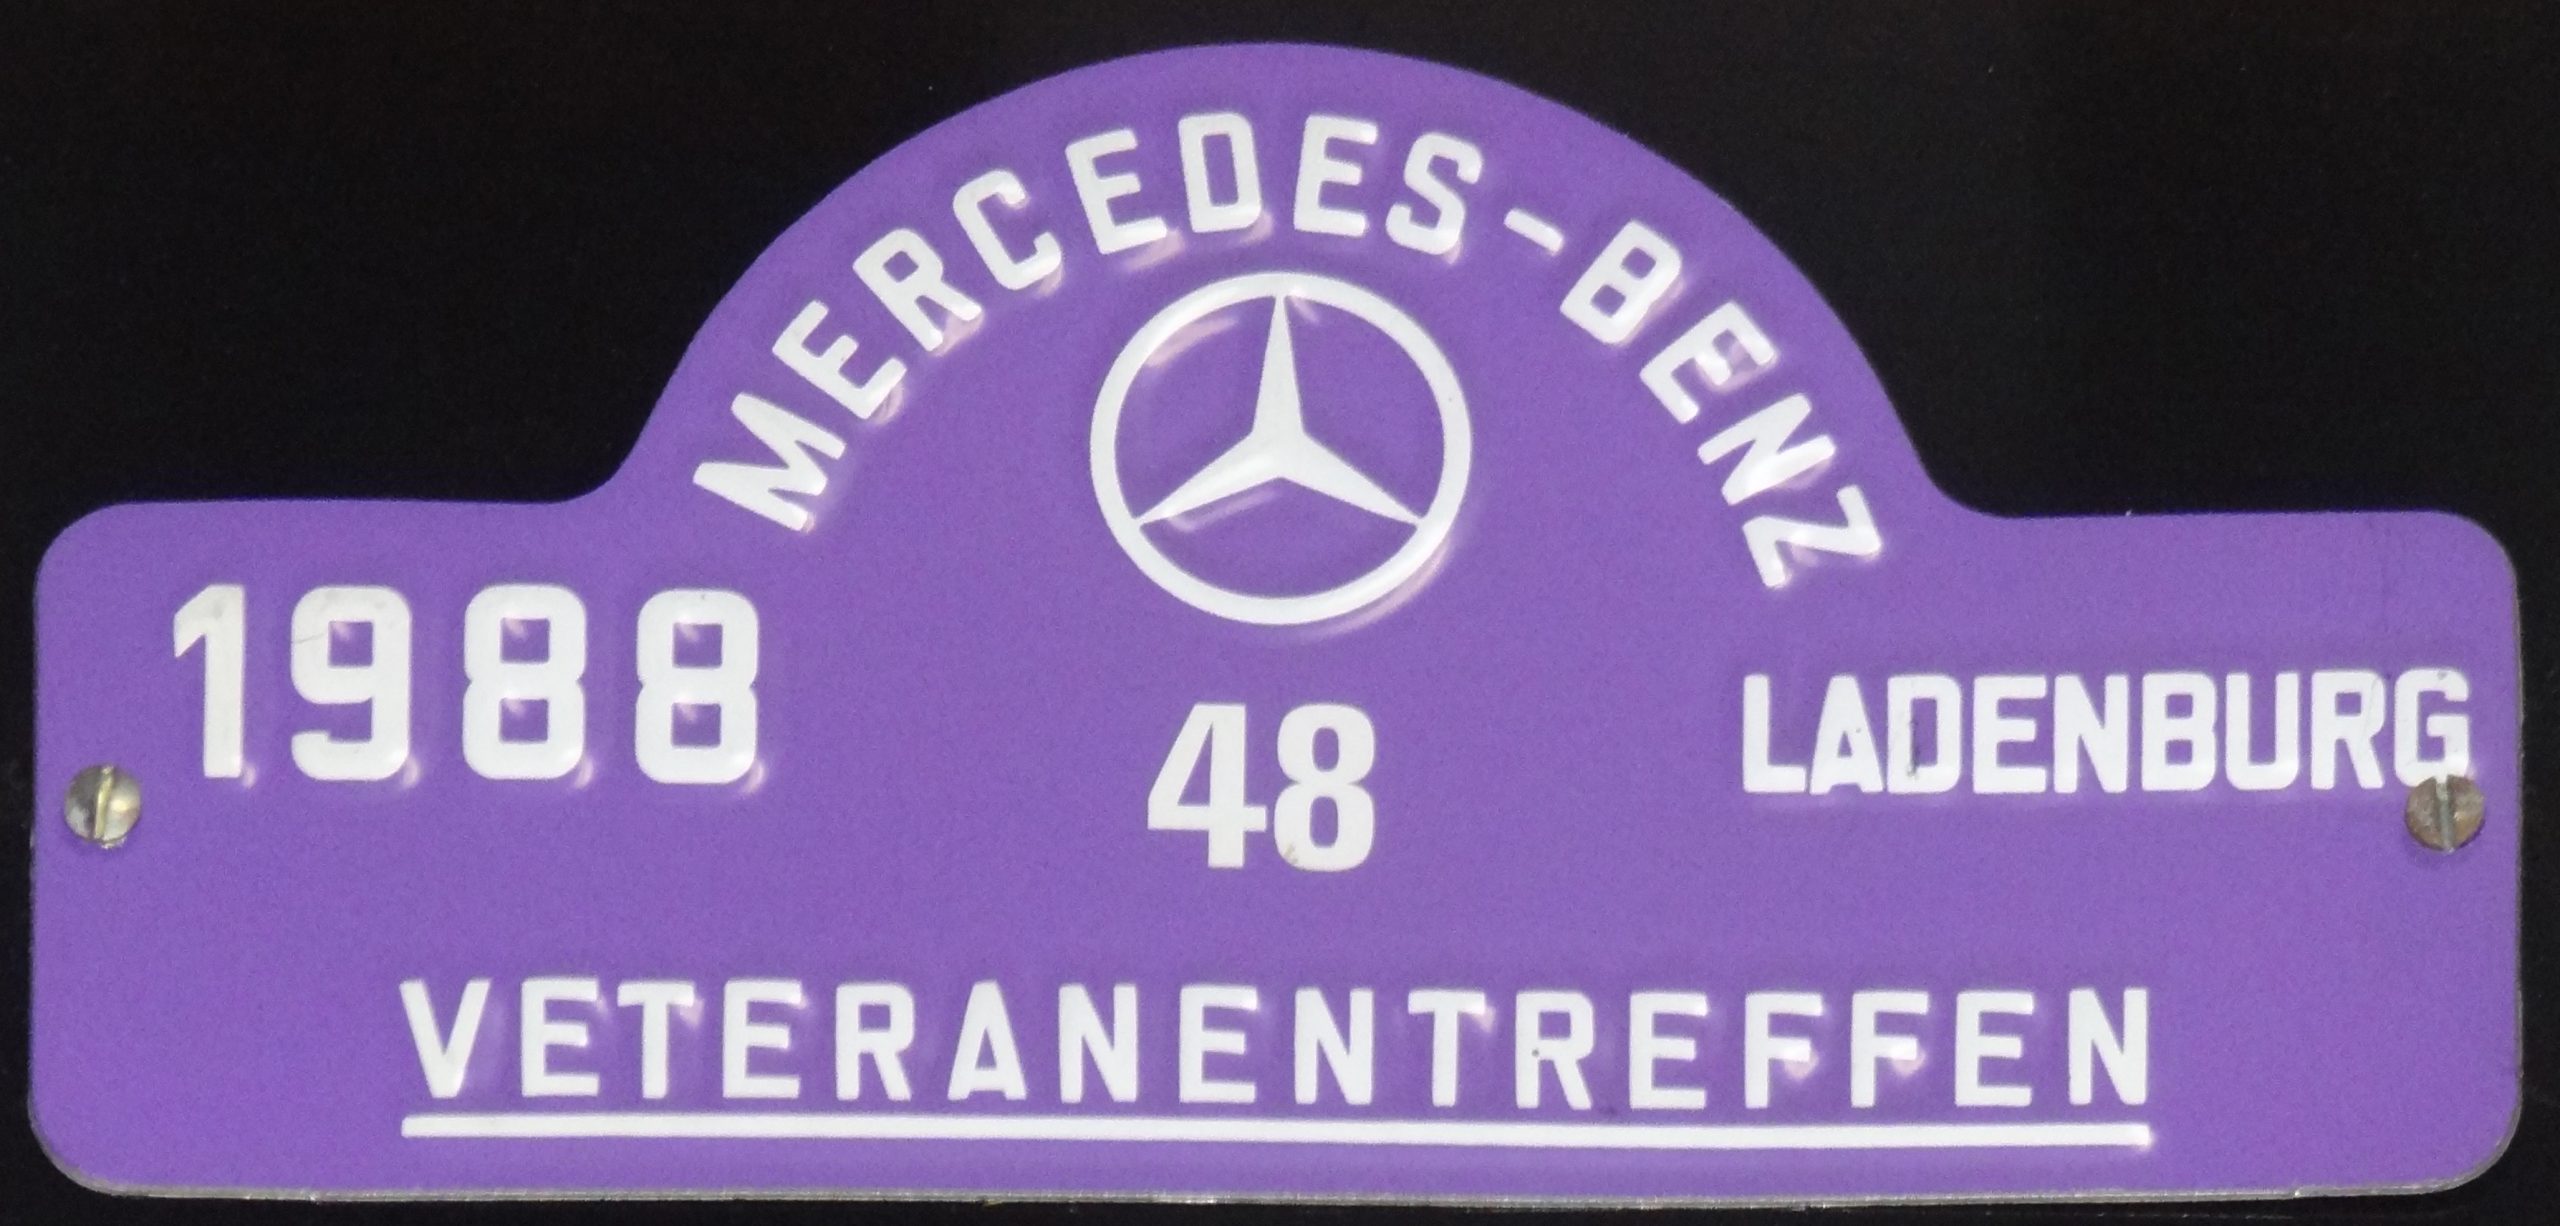 MERCEDES-BENZ
1988
LADENBURG
48
VETERANENTREFFEN